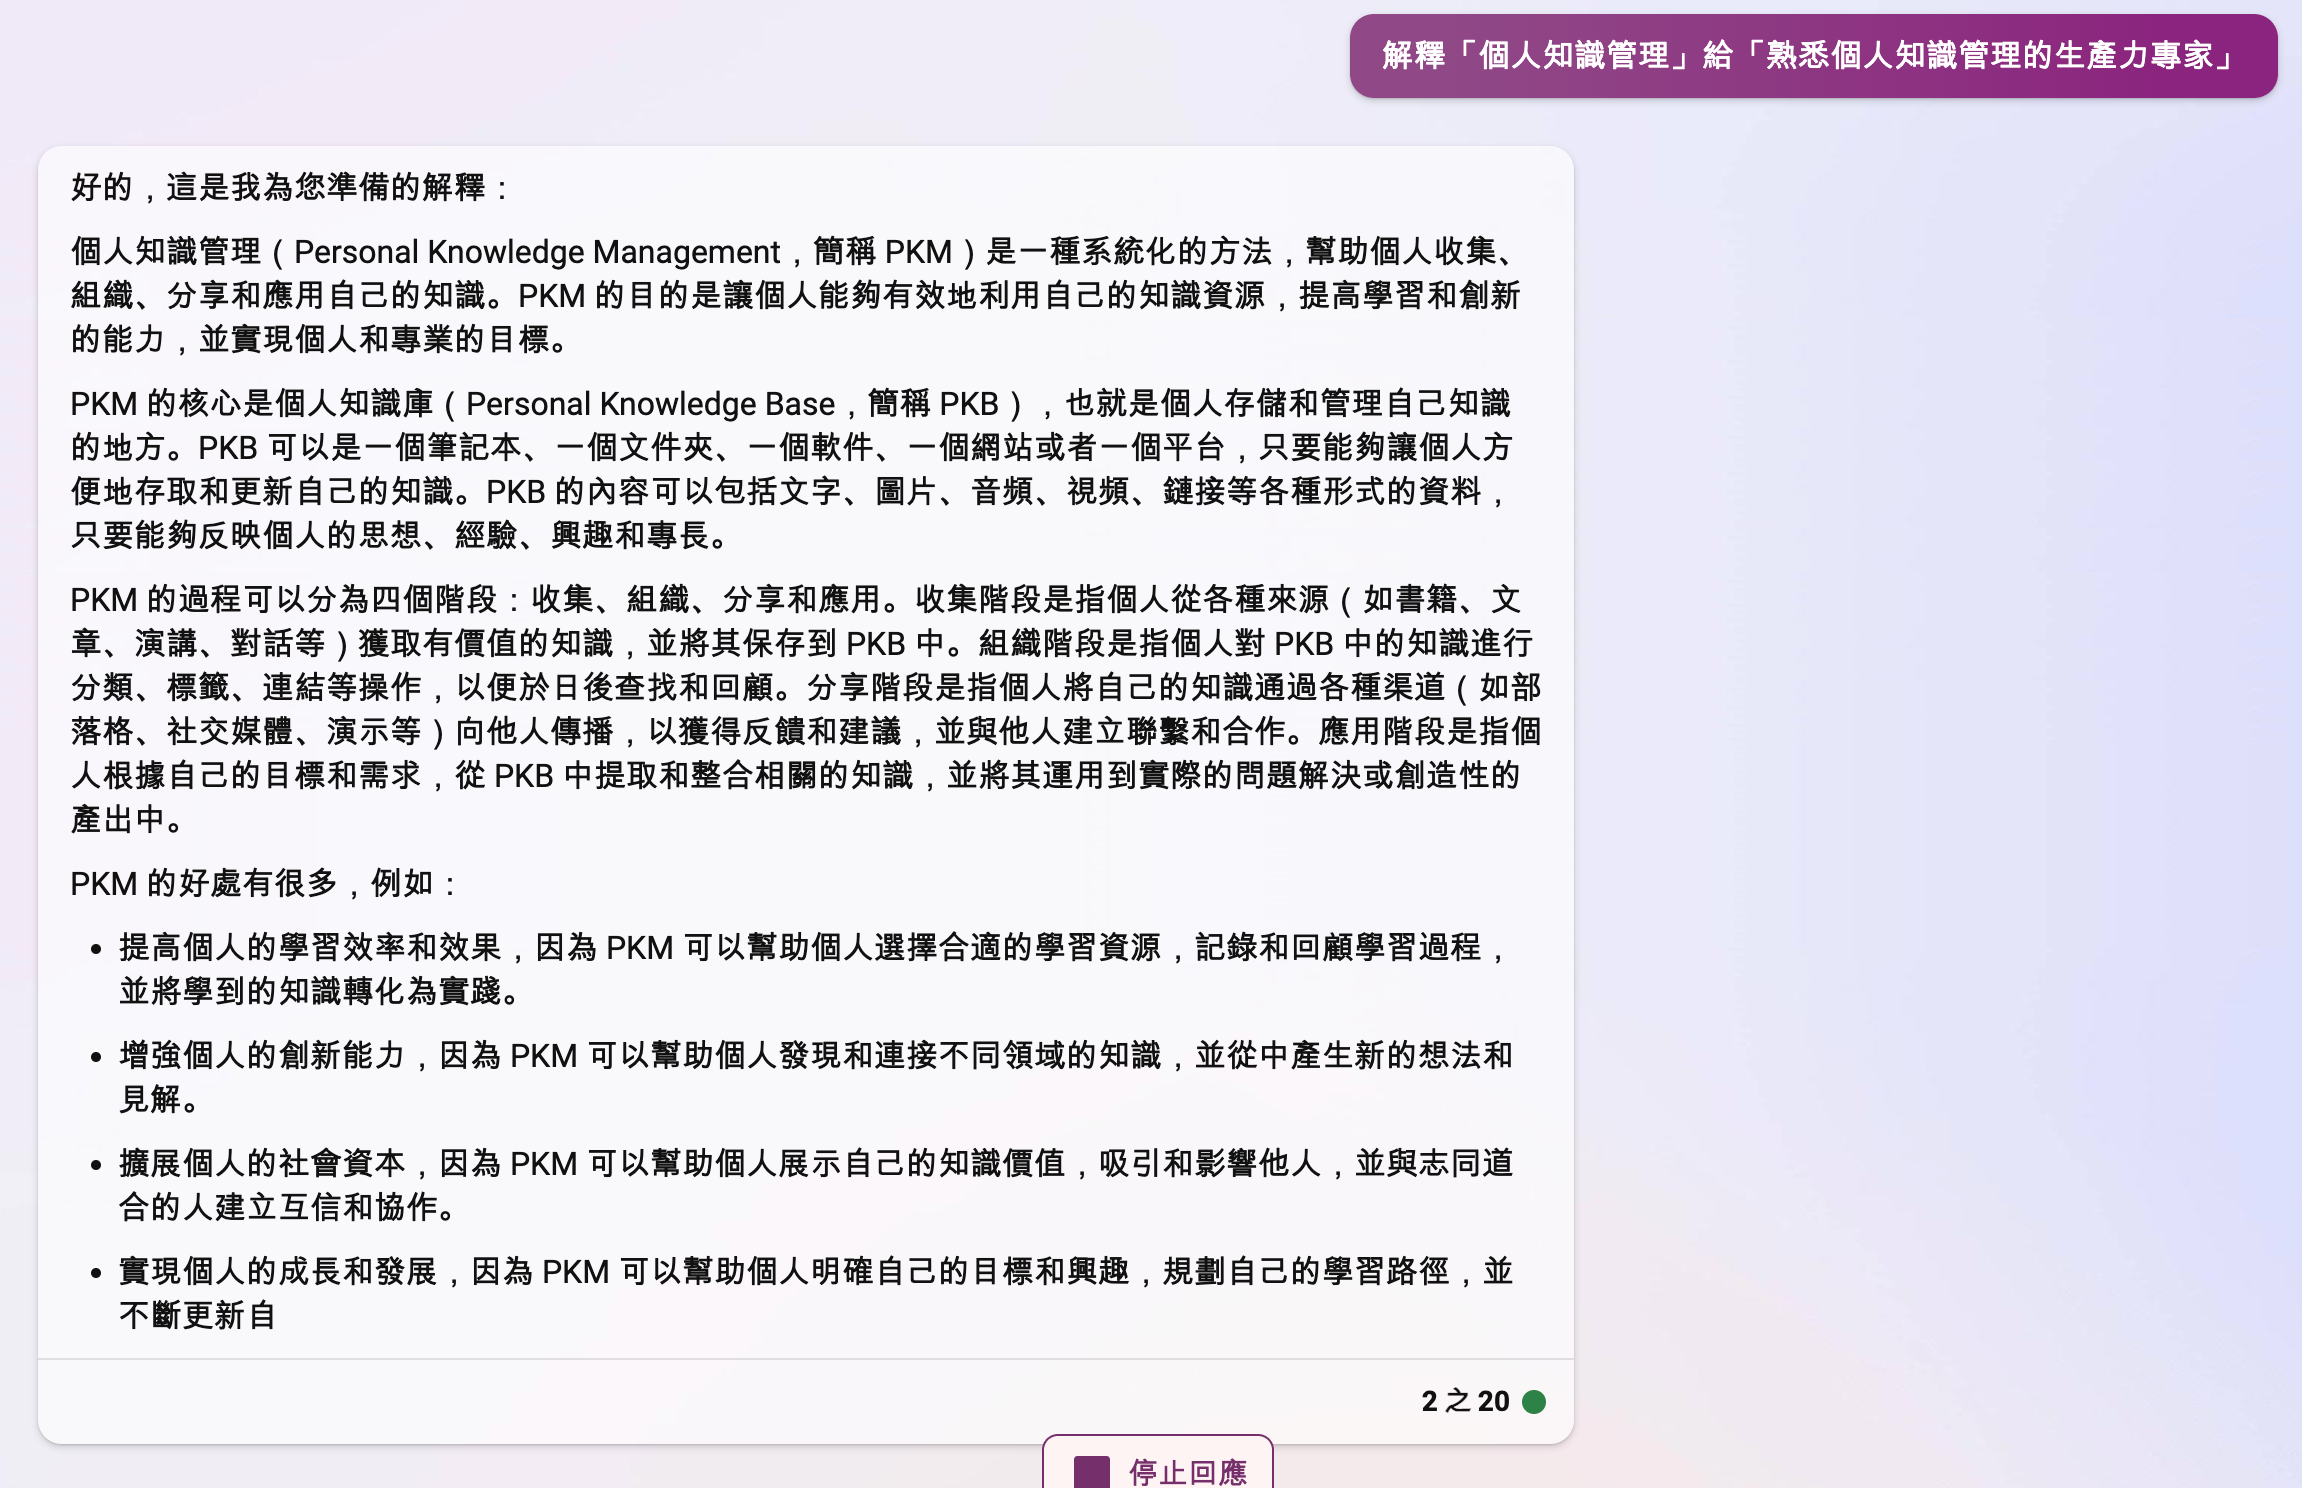 解釋「個人知識管理」給「熟悉個人知識管理的生產力專家」
好的，這是我為您準備的解釋：
個人知識管理（Personal Knowledge Management，簡稱 PKM）是一種系統化的方法，幫助個人收集、
組織、分享和應用自己的知識。PKM 的目的是讓個人能夠有效地利用自己的知識資源，提高學習和創新
的能力，並實現個人和專業的目標。
PKM 的核心是個人知識庫（Personal Knowledge Base，簡稱 PKB），也就是個人存儲和管理自己知識
的地方。PKB 可以是一個筆記本、一個文件夾、一個軟件、一個網站或者一個平台，只要能夠讓個人方
便地存取和更新自己的知識。PKB 的內容可以包括文字、圖片、音頻、視頻、鏈接等各種形式的資料，
只要能夠反映個人的思想、經驗、興趣和專長。
PKM 的過程可以分為四個階段：收集、組織、分享和應用。收集階段是指個人從各種來源（如書籍、文
章、演講、對話等）獲取有價值的知識，並將其保存到 PKB 中。組織階段是指個人對 PKB 中的知識進行
分類、標籤、連結等操作，以便於日後查找和回顧。分享階段是指個人將自己的知識通過各種渠道（如部
落格、社交媒體、演示等）向他人傳播，以獲得反饋和建議，並與他人建立聯繫和合作。應用階段是指個
人根據自己的目標和需求，從 PKB 中提取和整合相關的知識，並將其運用到實際的問題解決或創造性的
產出中。
PKM 的好處有很多，例如：
• 提高個人的學習效率和效果，因為 PKM 可以幫助個人選擇合適的學習資源，記錄和回顧學習過程，
並將學到的知識轉化為實踐。
• 增強個人的創新能力，因為 PKM 可以幫助個人發現和連接不同領域的知識，並從中產生新的想法和
見解。
• 擴展個人的社會資本，因為 PKM 可以幫助個人展示自己的知識價值，吸引和影響他人，並與志同道
合的人建立互信和協作。
• 實現個人的成長和發展，因為 PKM 可以幫助個人明確自己的目標和興趣，規劃自己的學習路徑，並
不斷更新自
2 之 20
停止回應